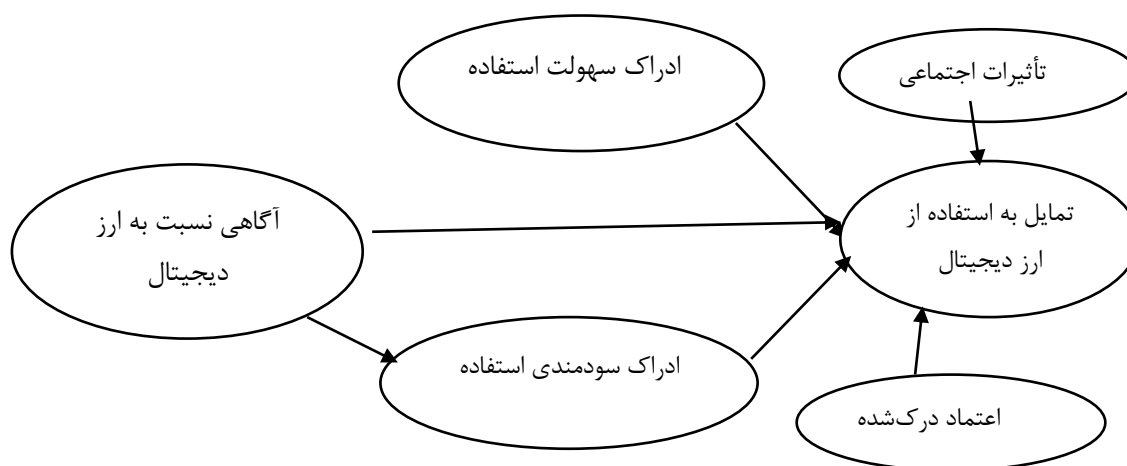 ادراک سهولت استفاده
تأثیرات اجتماعی
آگاهی نسبت به ارز
دیجیتال
تمایل به استفاده از
ارز دیجیتال
ادراک سودمندی استفاده
اعتماد درک‌شده